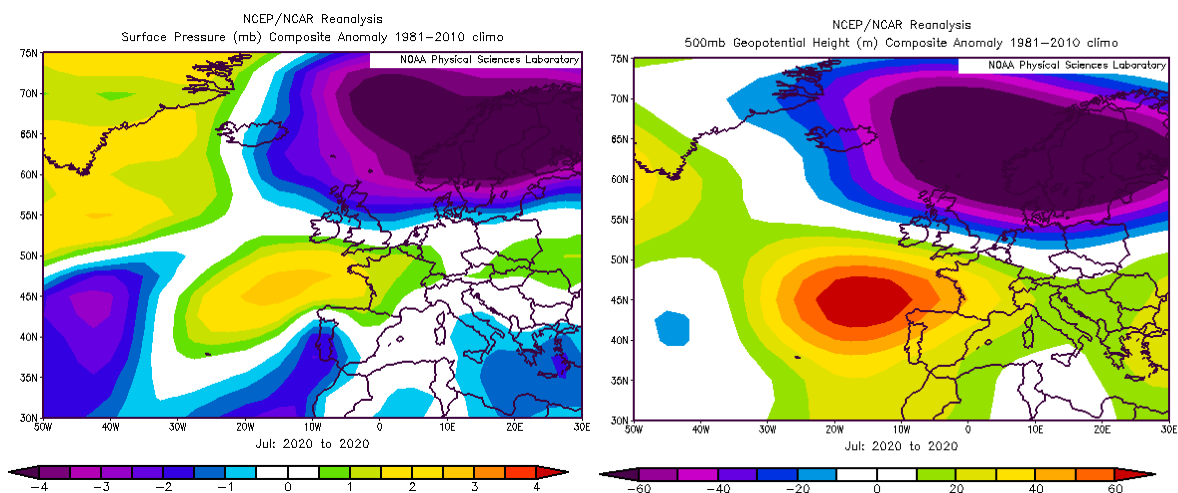 NCEP/NCAR Reanalysis
Surface Pressure (mb) Composite Anomaly 1981-2010 climo
NOAA Physical Sciences Laboratory
75N
70N
65N
60N
55N
50N
45N
40N
35N
30N
50W 40W 30W 20W 10W 0 10E 20E 30E
Jul: 2020 to 2020
-4 -3 -2 -1 0 1 2 3 4
NCEP/NCAR Reanalysis
500mb Geopotential Height (m) Composite Anomaly 1981-2010 climo
NOAA Physical Sciences Laboratory
75N
70N
65N
60N
55N
50N
45N
40N
35N
30N
50W 40W 30W 20W 10W 0 10E 20E 30E
Jul: 2020 to 2020
-60 -40 -20 0 20 40 60